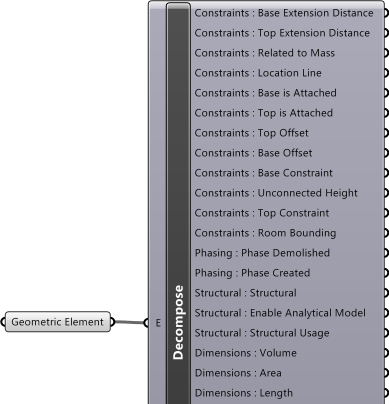 Constraints : Base Extension Distance
Constraints : Top Extension Distance
Constraints : Related to Mass
Constraints : Location Line
Constraints : Base is Attached
Constraints : Top is Attached
Constraints : Top Offset
Constraints : Base Offset
Constraints : Base Constraint
Constraints : Unconnected Height
Constraints : Top Constraint
Constraints : Room Bounding
Phasing : Phase Demolished
Phasing : Phase Created
Structural : Structural
Structural : Enable Analytical Model
Structural : Structural Usage
Dimensions : Volume
Dimensions : Area
Dimensions : Length
Geometric Element
E
Decompose